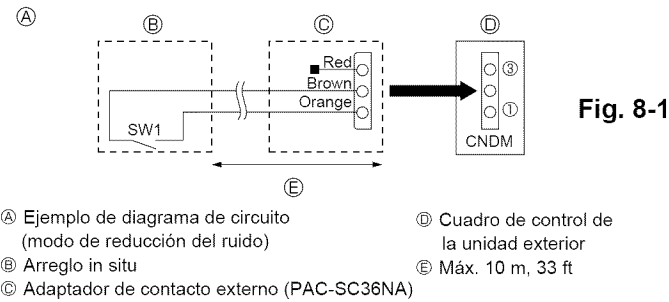 Ⓐ
Ⓑ
Ⓒ
Ⓓ
Red
Brown
Orange
SW1
③
①
CNDM
Fig. 8-1
Ⓔ
Ⓐ Ejemplo de diagrama de circuito
(modo de reducción del ruido)
Ⓑ Arreglo in situ
Ⓒ Adaptador de contacto externo (PAC-SC36NA)
Ⓓ Cuadro de control de
la unidad exterior
Ⓔ Máx. 10 m, 33 ft